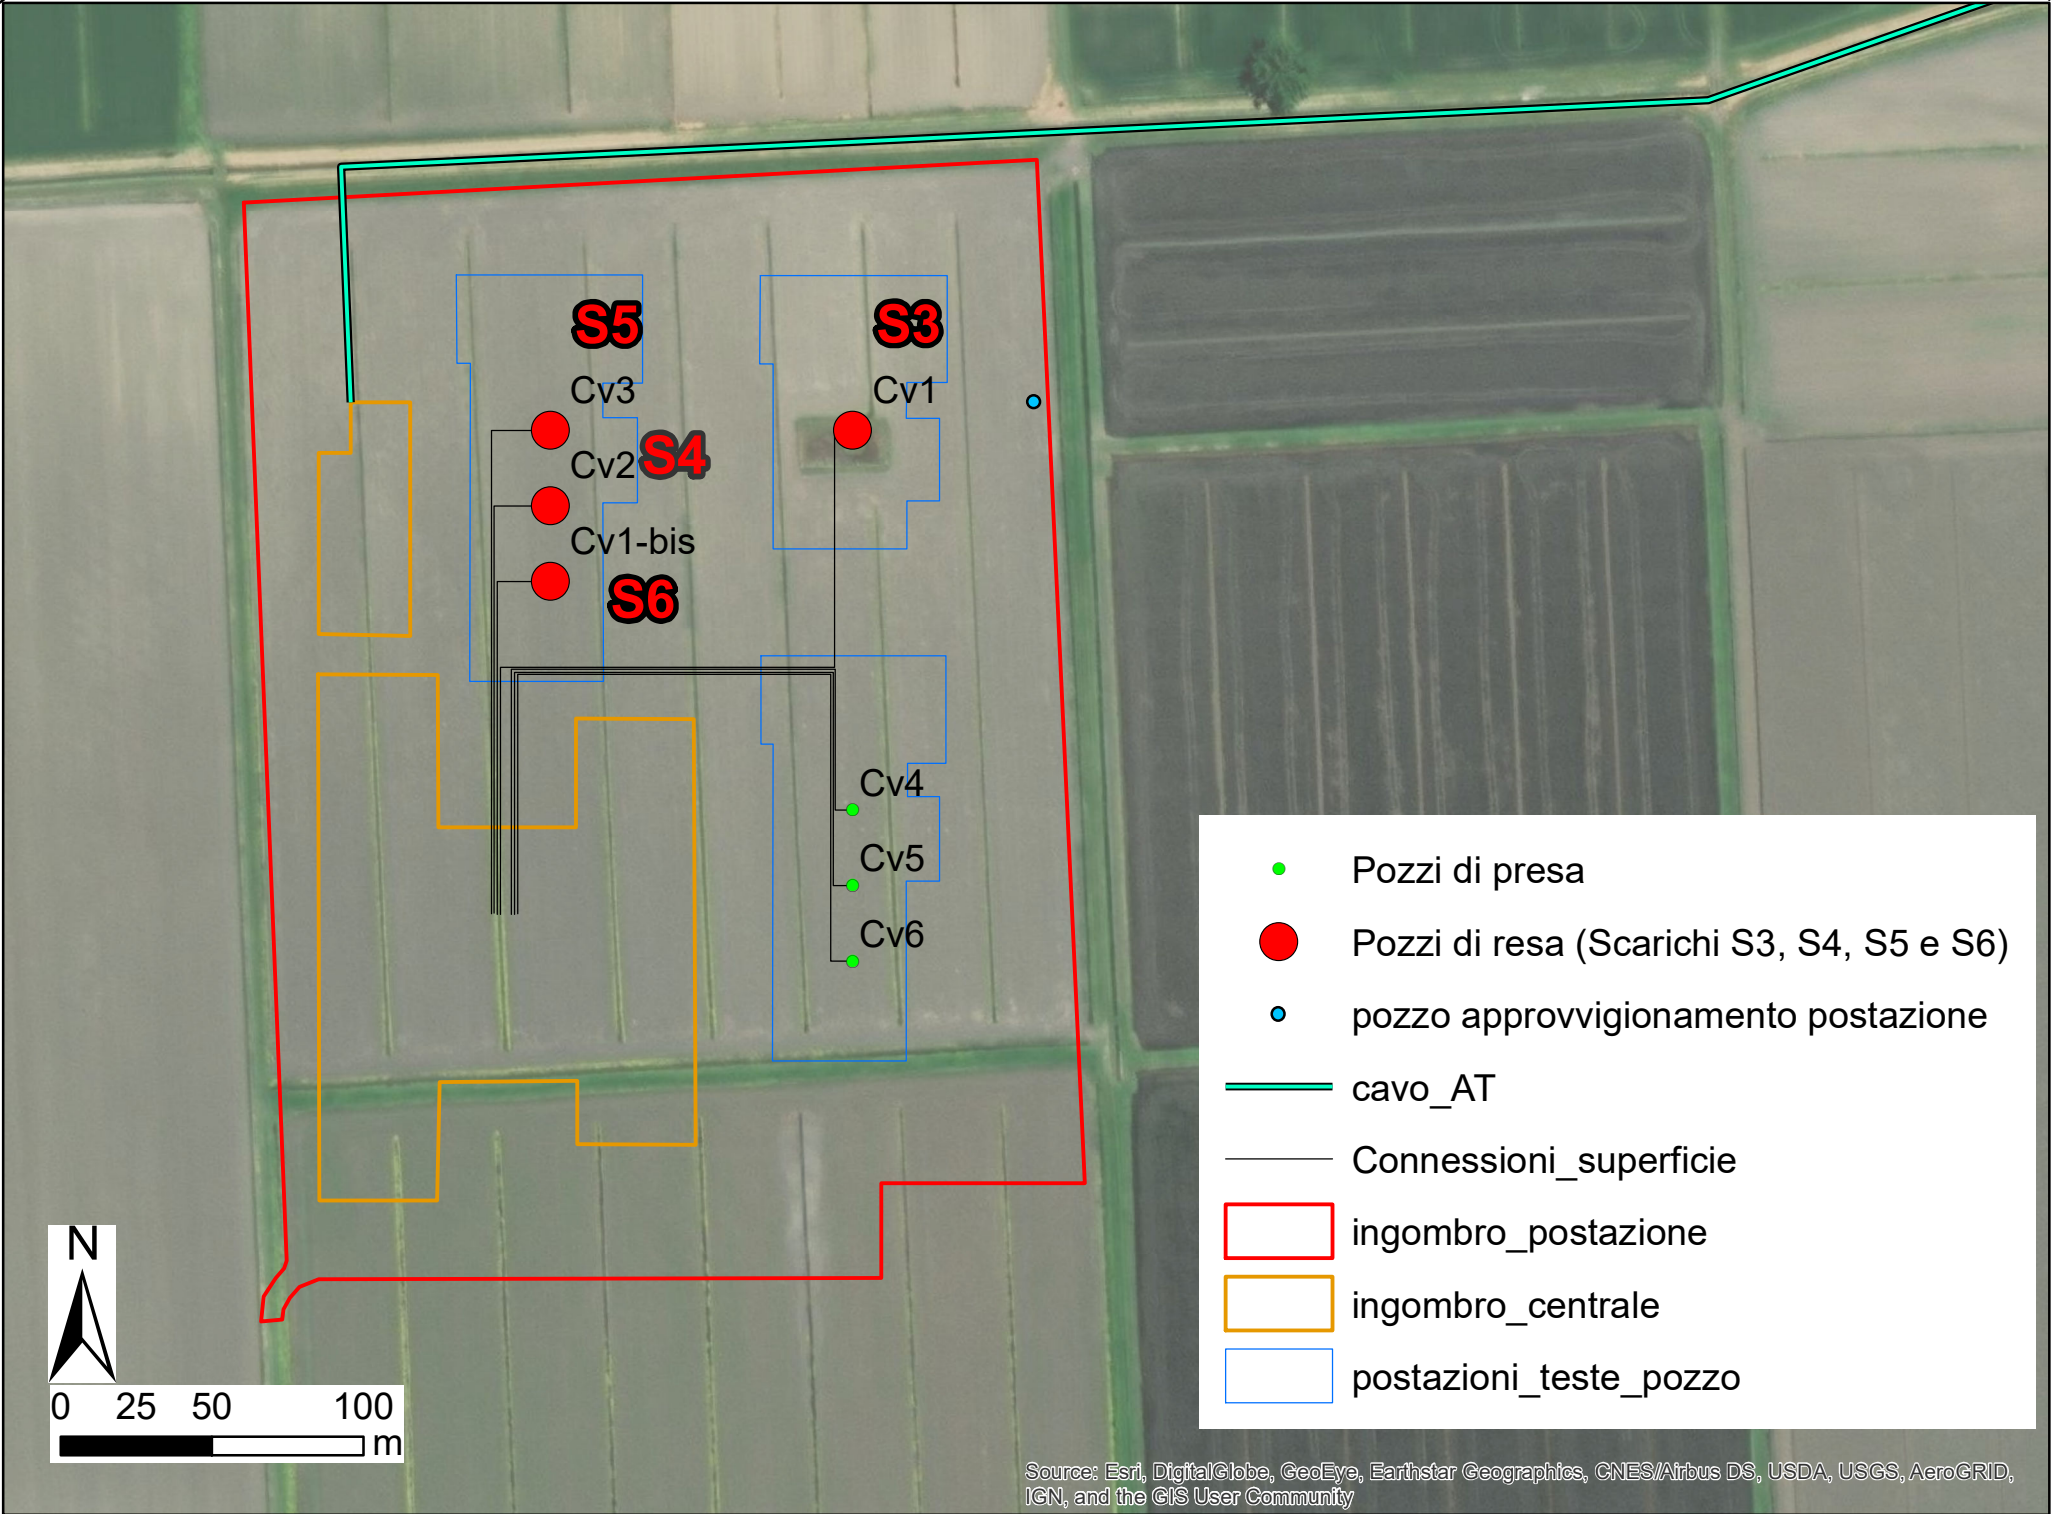 S5
S3
Cv3
Cv1
Cv2
S4
Cv1-bis
S6
Cv4
Cv5
Cv6
Pozzi di presa
Pozzi di resa (Scarichi S3, S4, S5 e S6)
pozzo approvvigionamento postazione
cavo_AT
Connessioni_superficie
ingombro_postazione
ingombro_centrale
postazioni_teste_pozzo
N
0 25 50 100
m
Source: Esri, DigitalGlobe, GeoEye, Earthstar Geographics, CNES/Airbus DS, USDA, USGS, AeroGRID,
IGN, and the GIS User Community